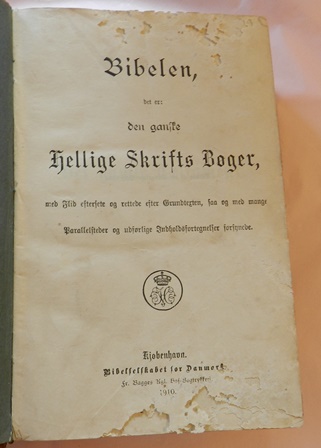 Bibelen,
det er:
den ganske
Hellige Skrifts Bøger,
med Flid efterseete og rettede efter Grundtexten, saa og med mange
Parallelsteder og udførlige Indholdsfortegnelser forsynede.
Kjøbenhavn.
Bibelselskabet for Danmark
Fr. Bagges Kgl. Hof-Bogtrykkeri
1910.